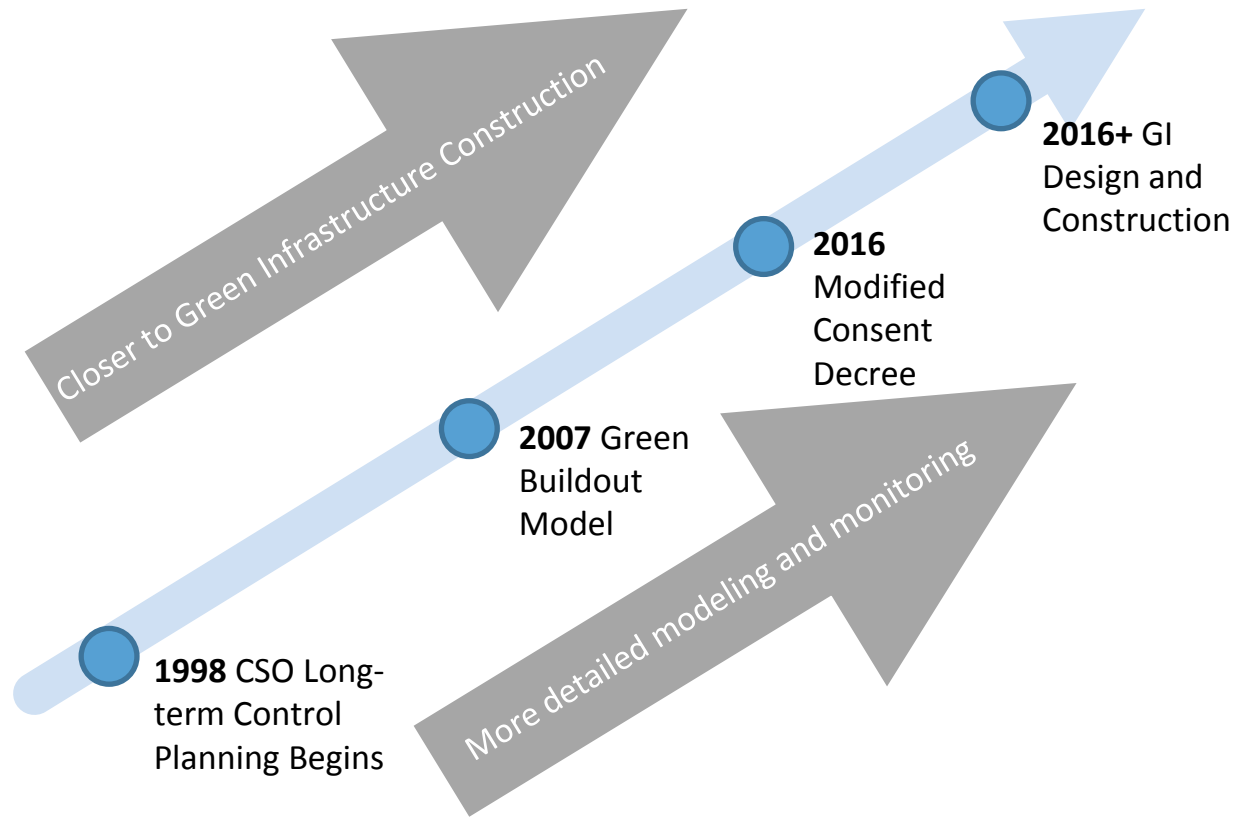 Closer to Green Infrastructure Construction
2016+ GI
Design and
Construction
2016
Modified
Consent
Decree
2007 Green
Buildout
Model
More detailed modeling and monitoring
1998 CSO Long-
term Control
Planning Begins